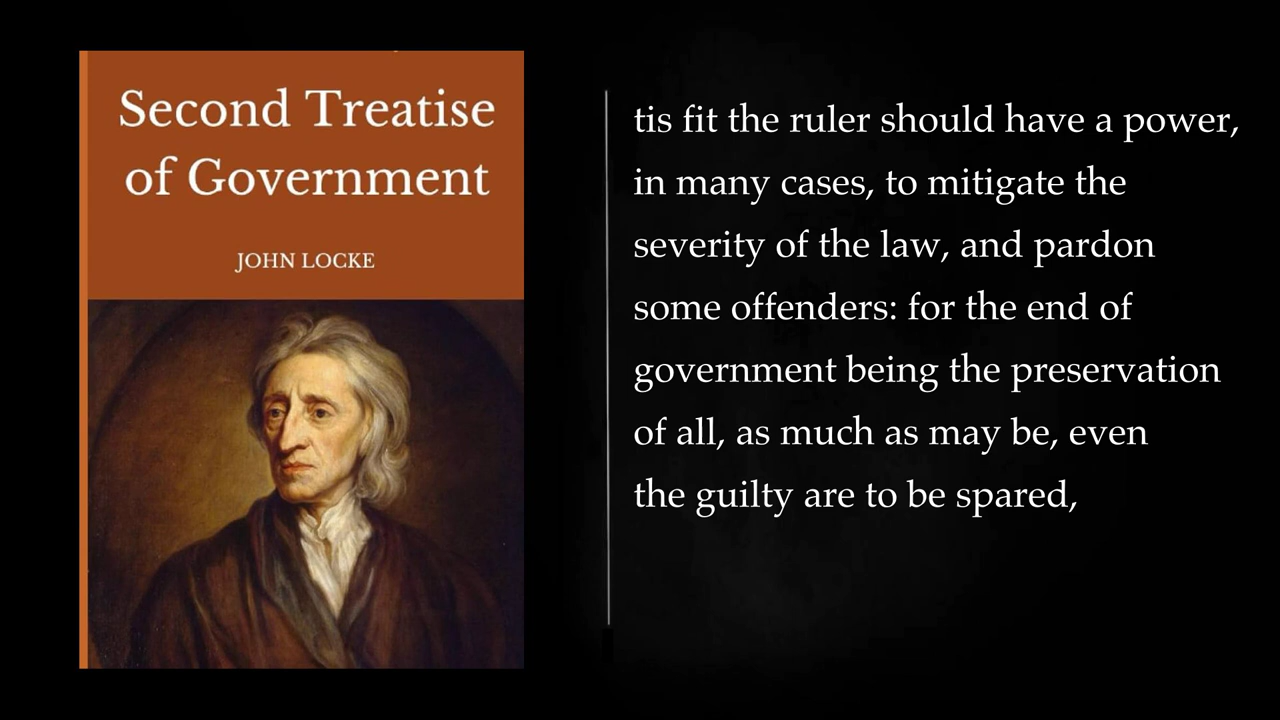 Second Treatise
of Government
JOHN LOCKE
tis fit the ruler should have a power,
in many cases, to mitigate the
severity of the law, and pardon
some offenders: for the end of
government being the preservation
of all, as much as may be, even
the guilty are to be spared,